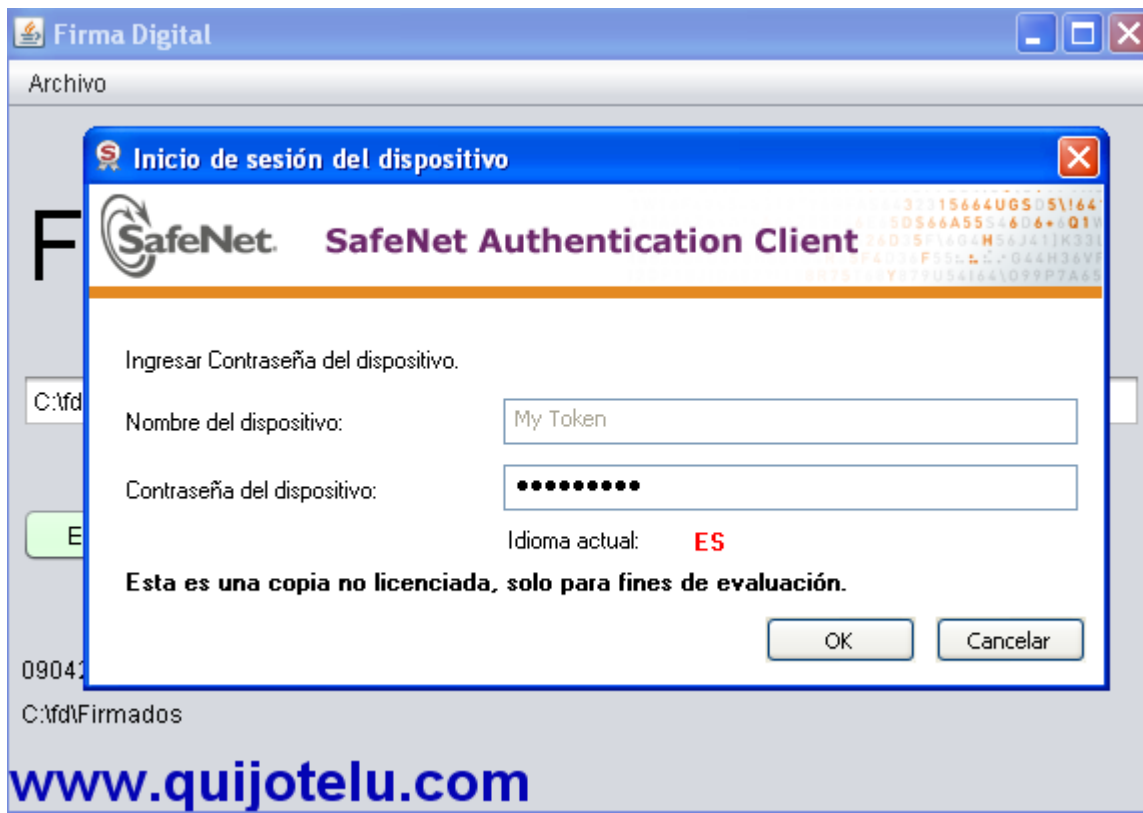 Firma Digital
Archivo
Inicio de sesión del dispositivo
SafeNet. SafeNet Authentication Client
F
Ingresar Contraseña del dispositivo.
C:\fd
Nombre del dispositivo: My Token
Contraseña del dispositivo: •••••••••
E
Idioma actual: ES
Esta es una copia no licenciada, solo para fines de evaluación.
OK Cancelar
0904
C:\fd\Firmados
www.quijotelu.com